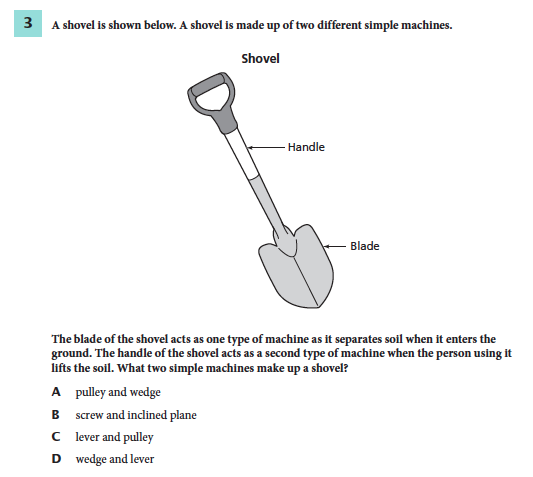 3 A shovel is shown below. A shovel is made up of two different simple machines.
Shovel
Handle
Blade
The blade of the shovel acts as one type of machine as it separates soil when it enters the
ground. The handle of the shovel acts as a second type of machine when the person using it
lifts the soil. What two simple machines make up a shovel?
A pulley and wedge
B screw and inclined plane
C lever and pulley
D wedge and lever